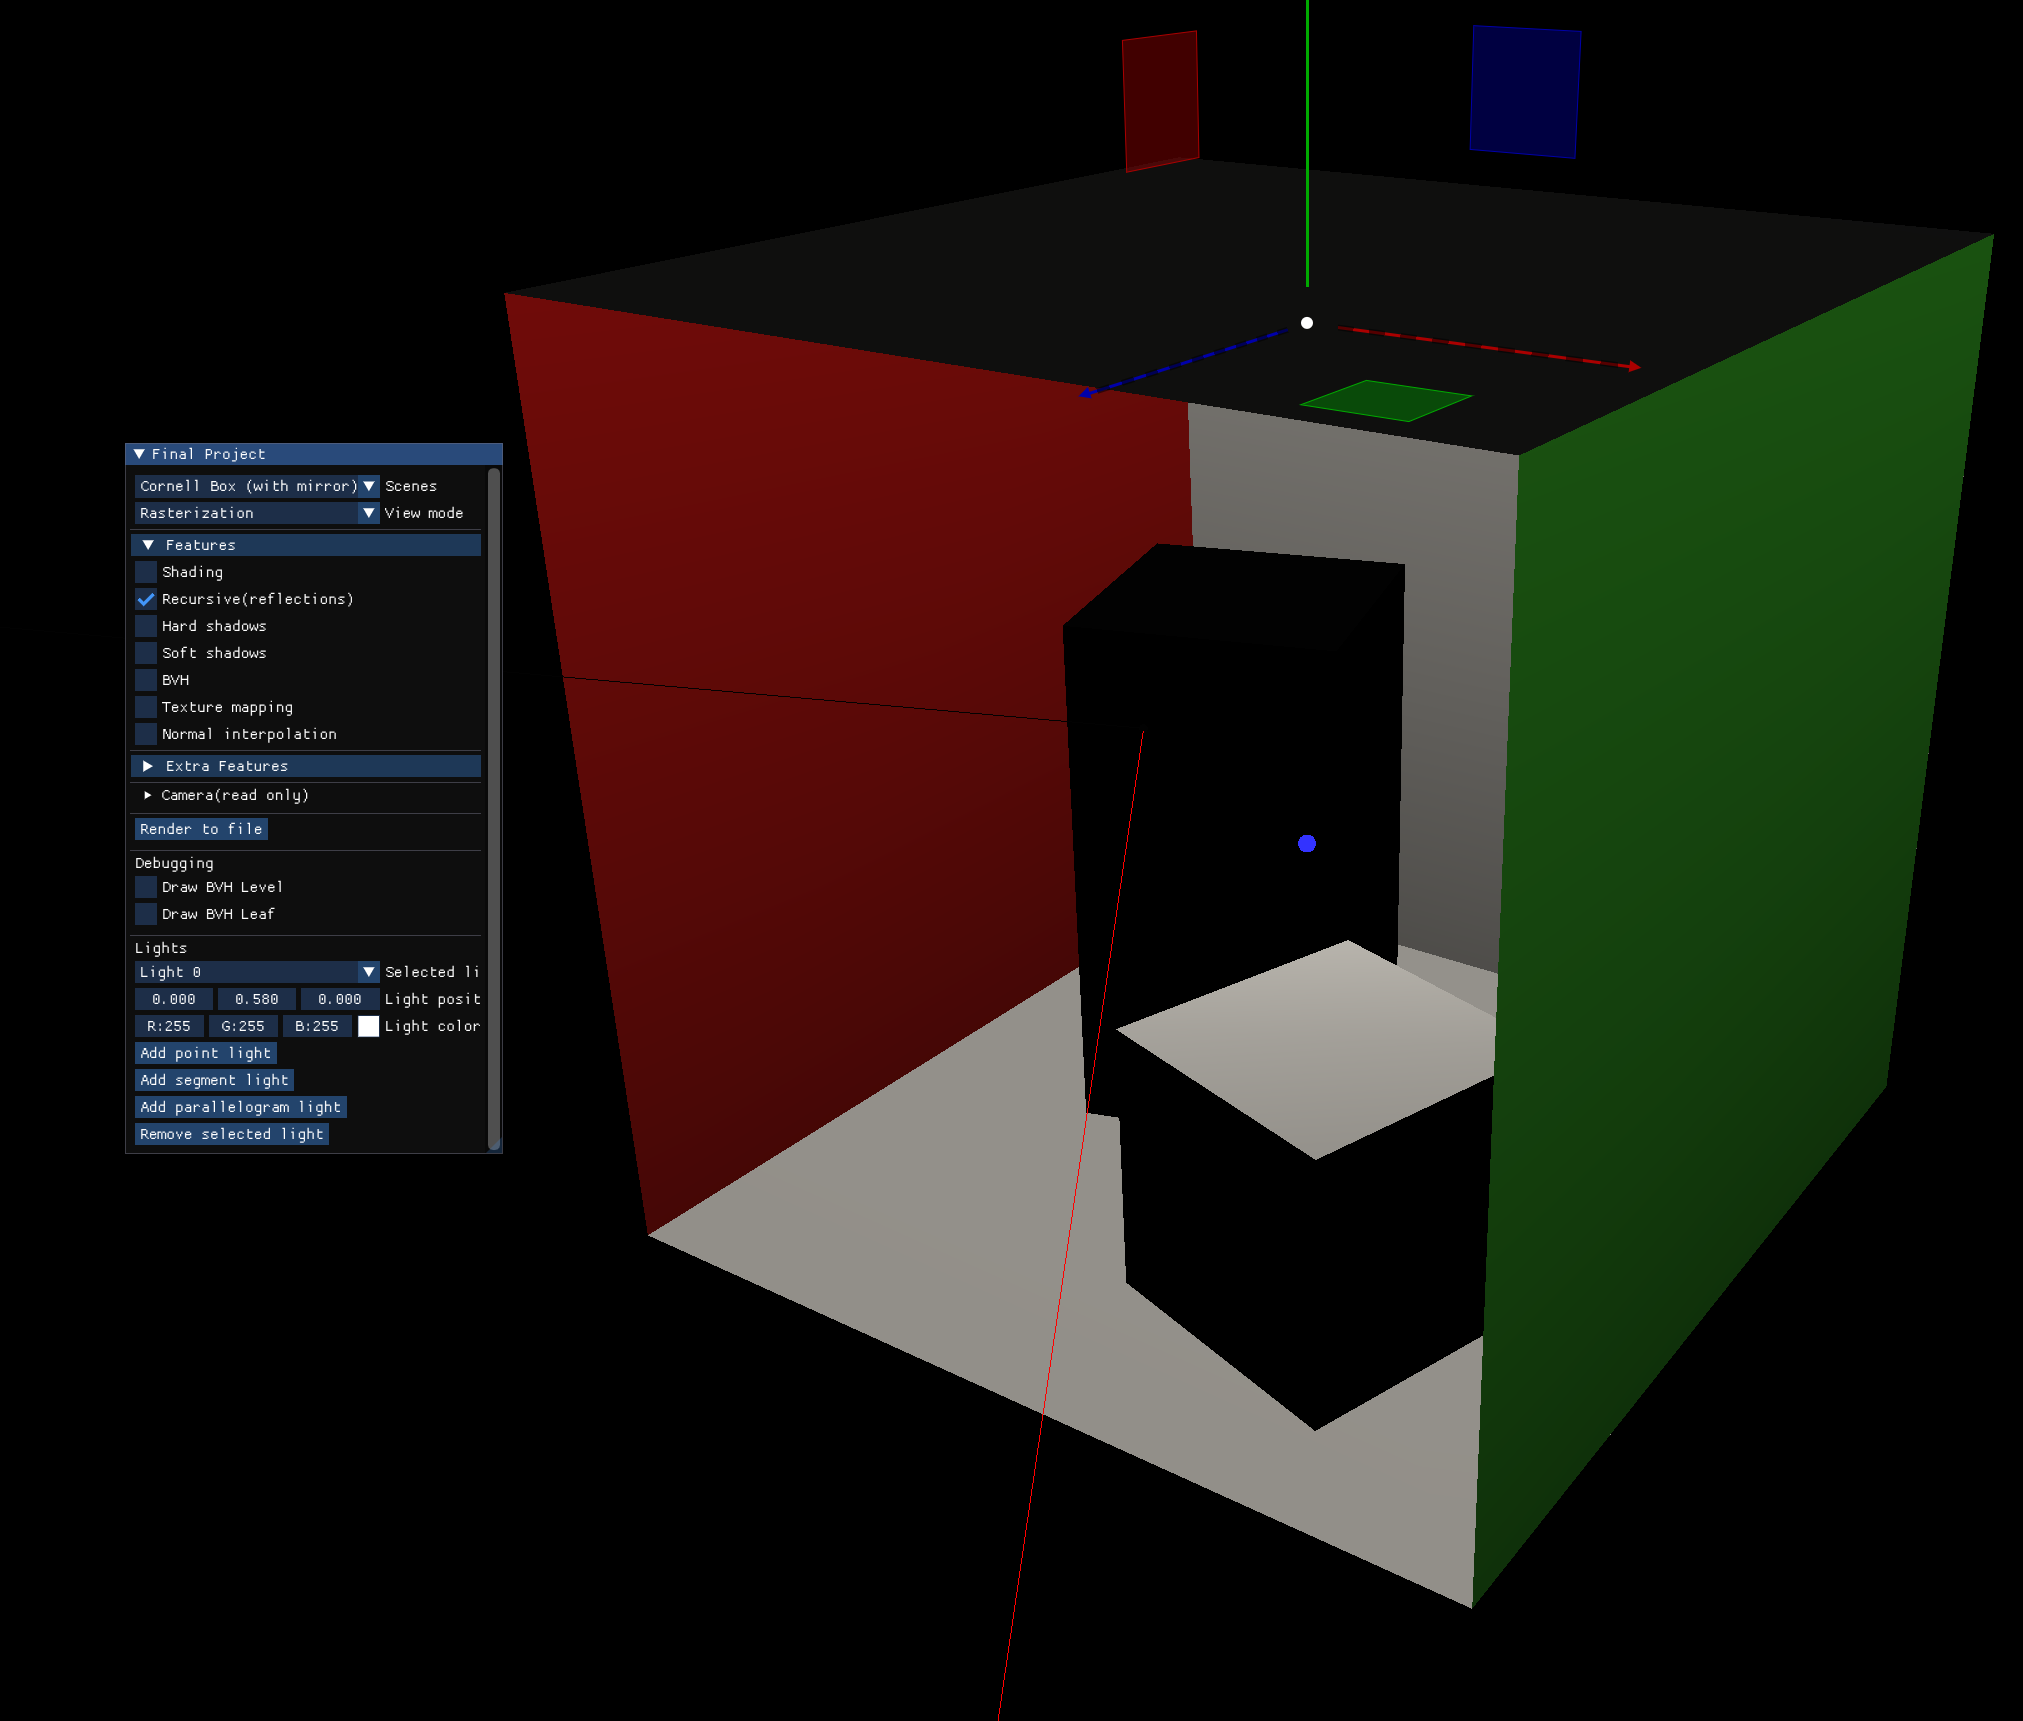 Final Project
Cornell Box (with mirror) Scenes
Rasterization View mode
Features
Shading
Recursive(reflections)
Hard shadows
Soft shadows
BVH
Texture mapping
Normal interpolation
Extra Features
Camera(read only)
Render to file
Debugging
Draw BVH Level
Draw BVH Leaf
Lights
Light 0 Selected li
0.000 0.580 0.000 Light posit
R:255 G:255 B:255 Light color
Add point light
Add segment light
Add parallelogram light
Remove selected light